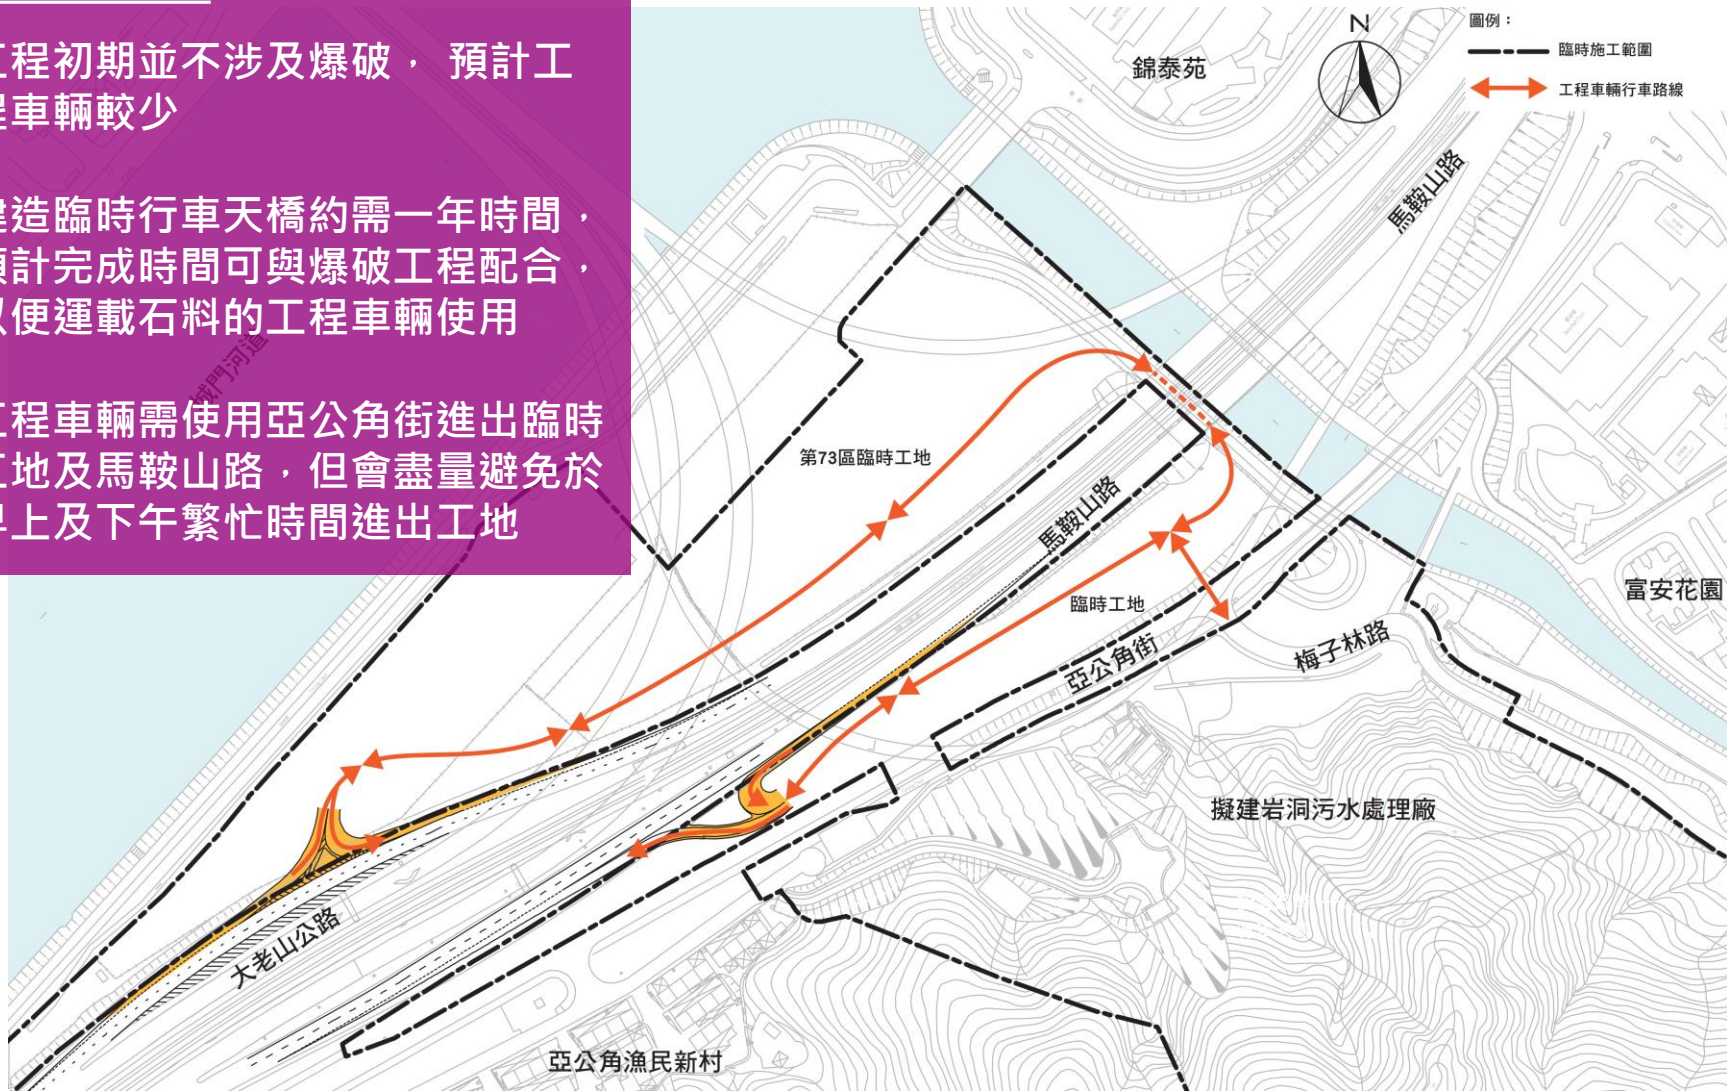 工程初期並不涉及爆破， 預計工
程車輛較少
建造臨時行車天橋約需一年時間，
預計完成時間可與爆破工程配合，
以便運載石料的工程車輛使用
工程車輛需使用亞公角街進出臨時
工地及馬鞍山路，但會盡量避免於
早上及下午繁忙時間進出工地
圖例：
臨時施工範圍
工程車輛行車路線
N
錦泰苑
馬鞍山路
城門河道
第73區臨時工地
馬鞍山路
臨時工地
富安花園
亞公角街
梅子林路
擬建岩洞污水處理廠
大老山公路
亞公角漁民新村